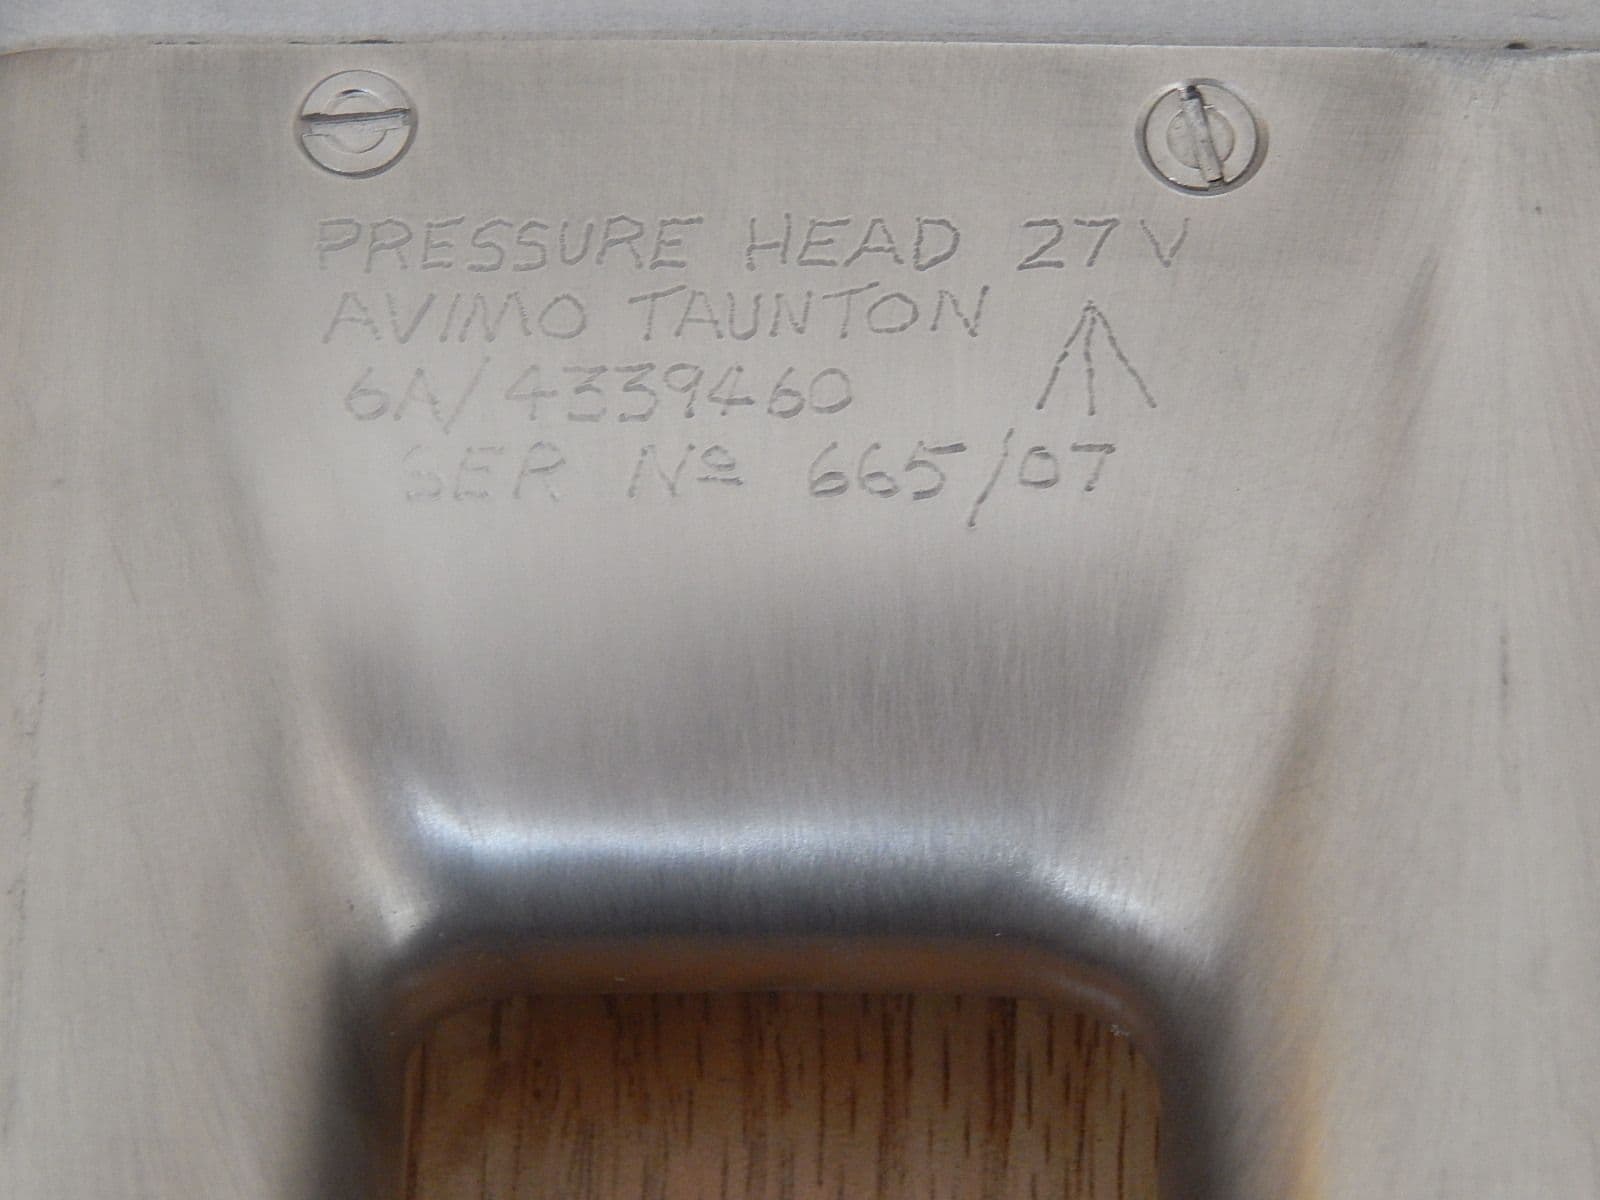 PRESSURE HEAD 27V
AVIMO TAUNTON
6A/4339460
SER Nº 665/07